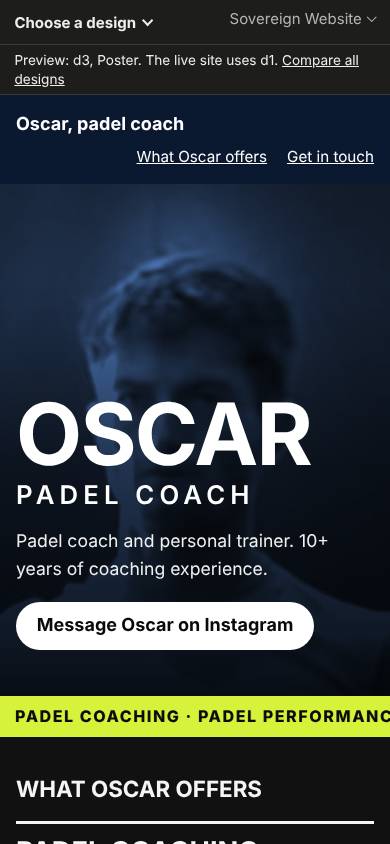 Choose a design
Sovereign Website
Preview: d3, Poster. The live site uses d1. Compare all
designs
Oscar, padel coach
What Oscar offers
Get in touch
OSCAR
PADEL COACH
Padel coach and personal trainer. 10+
years of coaching experience.
Message Oscar on Instagram
PADEL COACHING · PADEL PERFORMANC
WHAT OSCAR OFFERS
PADEL COACHING